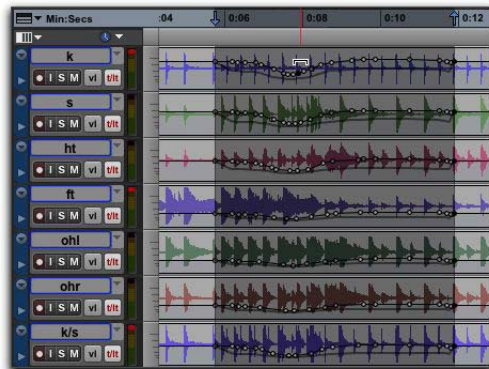 Min:Secs :04 0:06 0:08 0:10 0:12
k
I S M vl t/lt
s
I S M vl t/lt
ht
I S M vl t/lt
ft
I S M vl t/lt
ohl
I S M vl t/lt
ohr
I S M vl t/lt
k/s
I S M vl t/lt